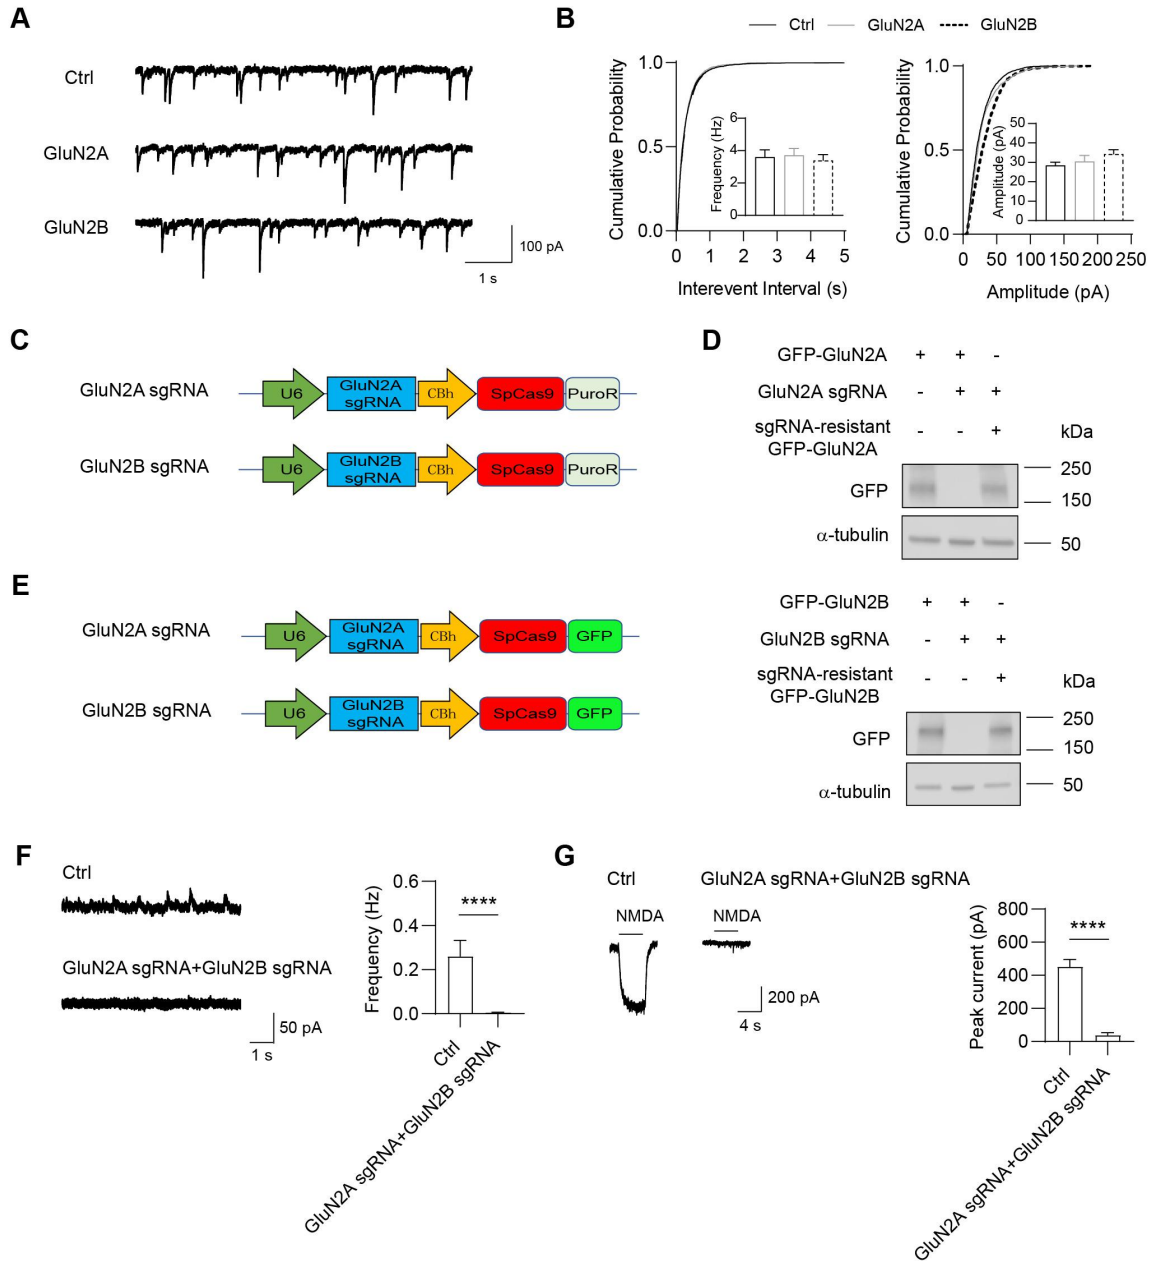 A
Ctrl
GluN2A
GluN2B
100 pA
1 s
B
Ctrl
GluN2A
GluN2B
Cumulative Probability
1.0
0.5
0.0
0 1 2 3 4 5
Interevent Interval (s)
Frequency (Hz)
6
4
2
0
Cumulative Probability
1.0
0.5
0.0
0 50 100 150 200 250
Amplitude (pA)
Amplitude (pA)
50
40
30
20
10
0
C
GluN2A sgRNA
U6
GluN2A
sgRNA
CBh
SpCas9
PuroR
GluN2B sgRNA
U6
GluN2B
sgRNA
CBh
SpCas9
PuroR
D
GFP-GluN2A + + -
GluN2A sgRNA - + +
sgRNA-resistant
GFP-GluN2A - - +
kDa
GFP
250
150
α-tubulin
50
GFP-GluN2B + + -
GluN2B sgRNA - + +
sgRNA-resistant
GFP-GluN2B - - +
kDa
GFP
250
150
α-tubulin
50
E
GluN2A sgRNA
U6
GluN2A
sgRNA
CBh
SpCas9
GFP
GluN2B sgRNA
U6
GluN2B
sgRNA
CBh
SpCas9
GFP
F
Ctrl
GluN2A sgRNA+GluN2B sgRNA
50 pA
1 s
Frequency (Hz)
0.6
0.4
0.2
0.0
****
Ctrl
GluN2A sgRNA+GluN2B sgRNA
G
Ctrl
GluN2A sgRNA+GluN2B sgRNA
NMDA
NMDA
200 pA
4 s
Peak current (pA)
800
600
400
200
0
****
Ctrl
GluN2A sgRNA+GluN2B sgRNA